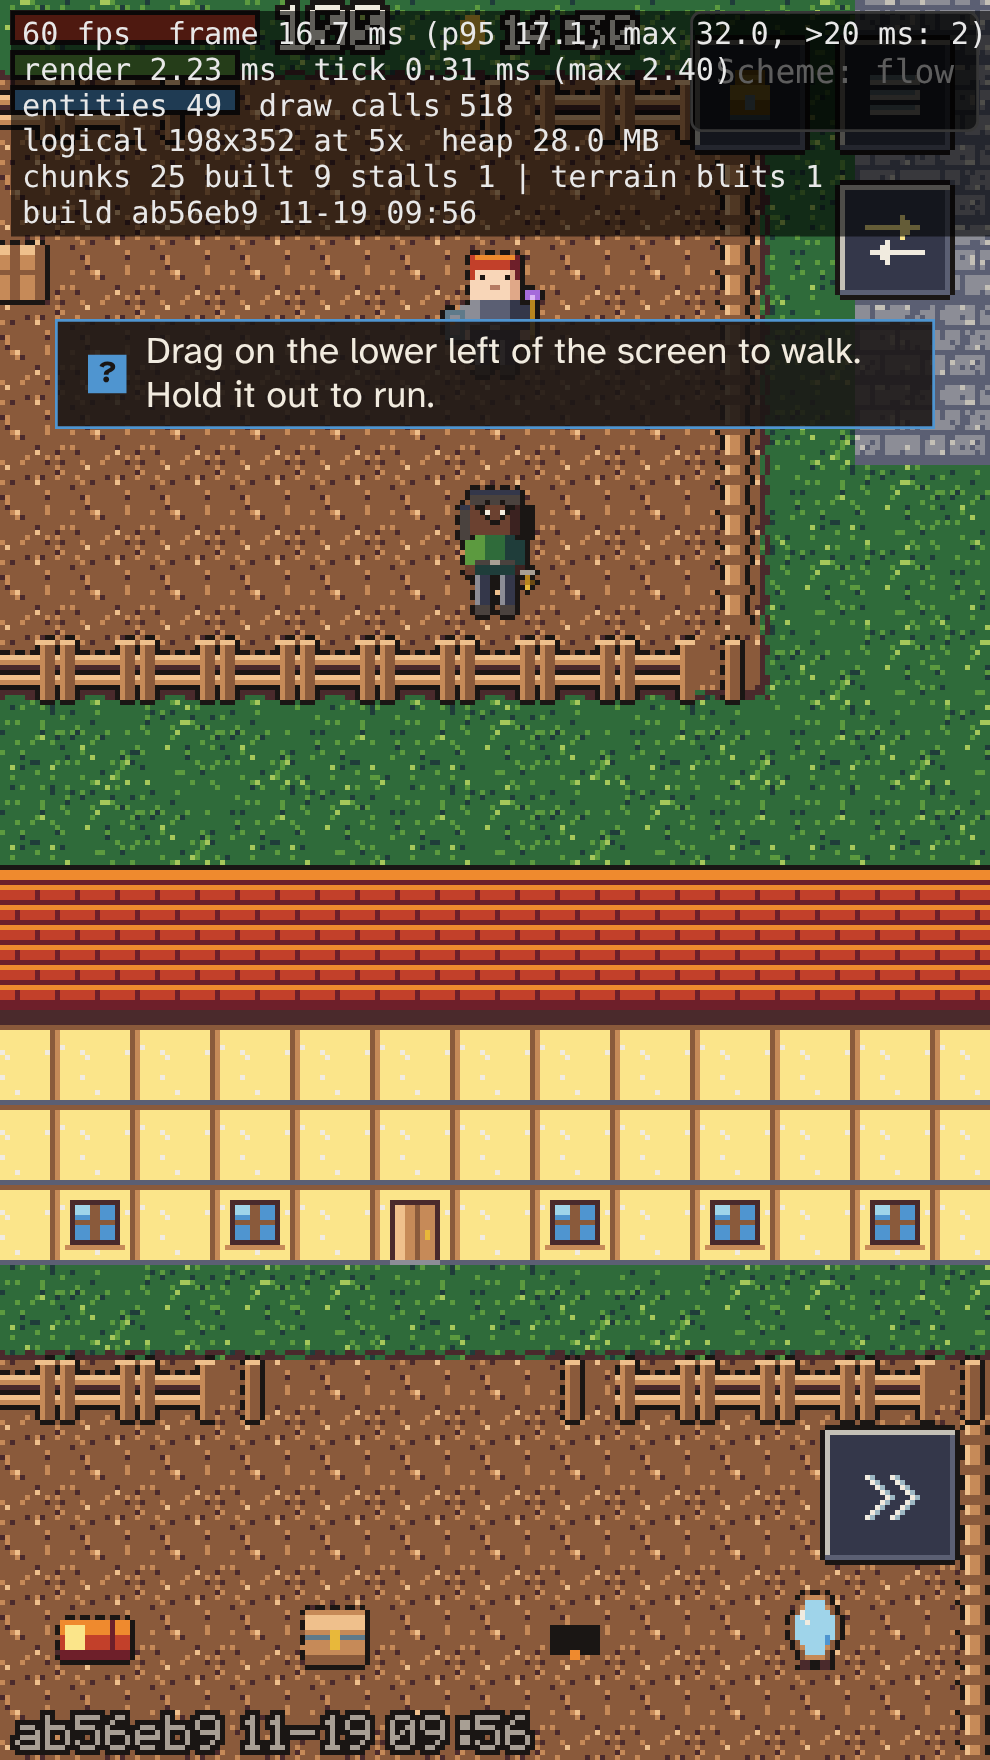 60 fps  frame 16.7 ms (p95 17.1, max 32.0, >20 ms: 2)
render 2.23 ms  tick 0.31 ms (max 2.40)
Scheme: flow
entities 49  draw calls 518
logical 198x352 at 5x  heap 28.0 MB
chunks 25 built 9 stalls 1 | terrain blits 1
build ab56eb9 11-19 09:56
?
Drag on the lower left of the screen to walk.
Hold it out to run.
ab56eb9 11-19 09:56